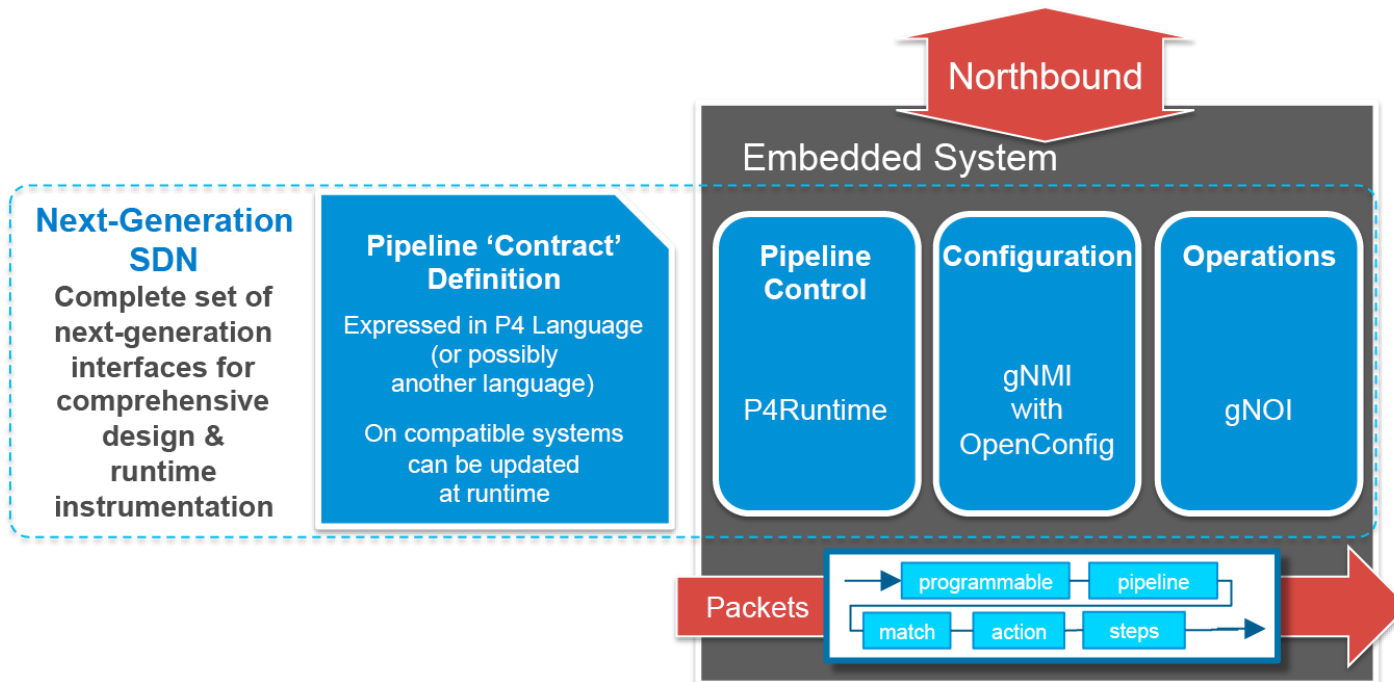 Northbound
Embedded System
Next-Generation
SDN
Complete set of
next-generation
interfaces for
comprehensive
design &
runtime
instrumentation
Pipeline ‘Contract’
Definition
Expressed in P4 Language
(or possibly
another language)
On compatible systems
can be updated
at runtime
Pipeline
Control
P4Runtime
Configuration
gNMI
with
OpenConfig
Operations
gNOI
Packets
programmable pipeline
match action steps